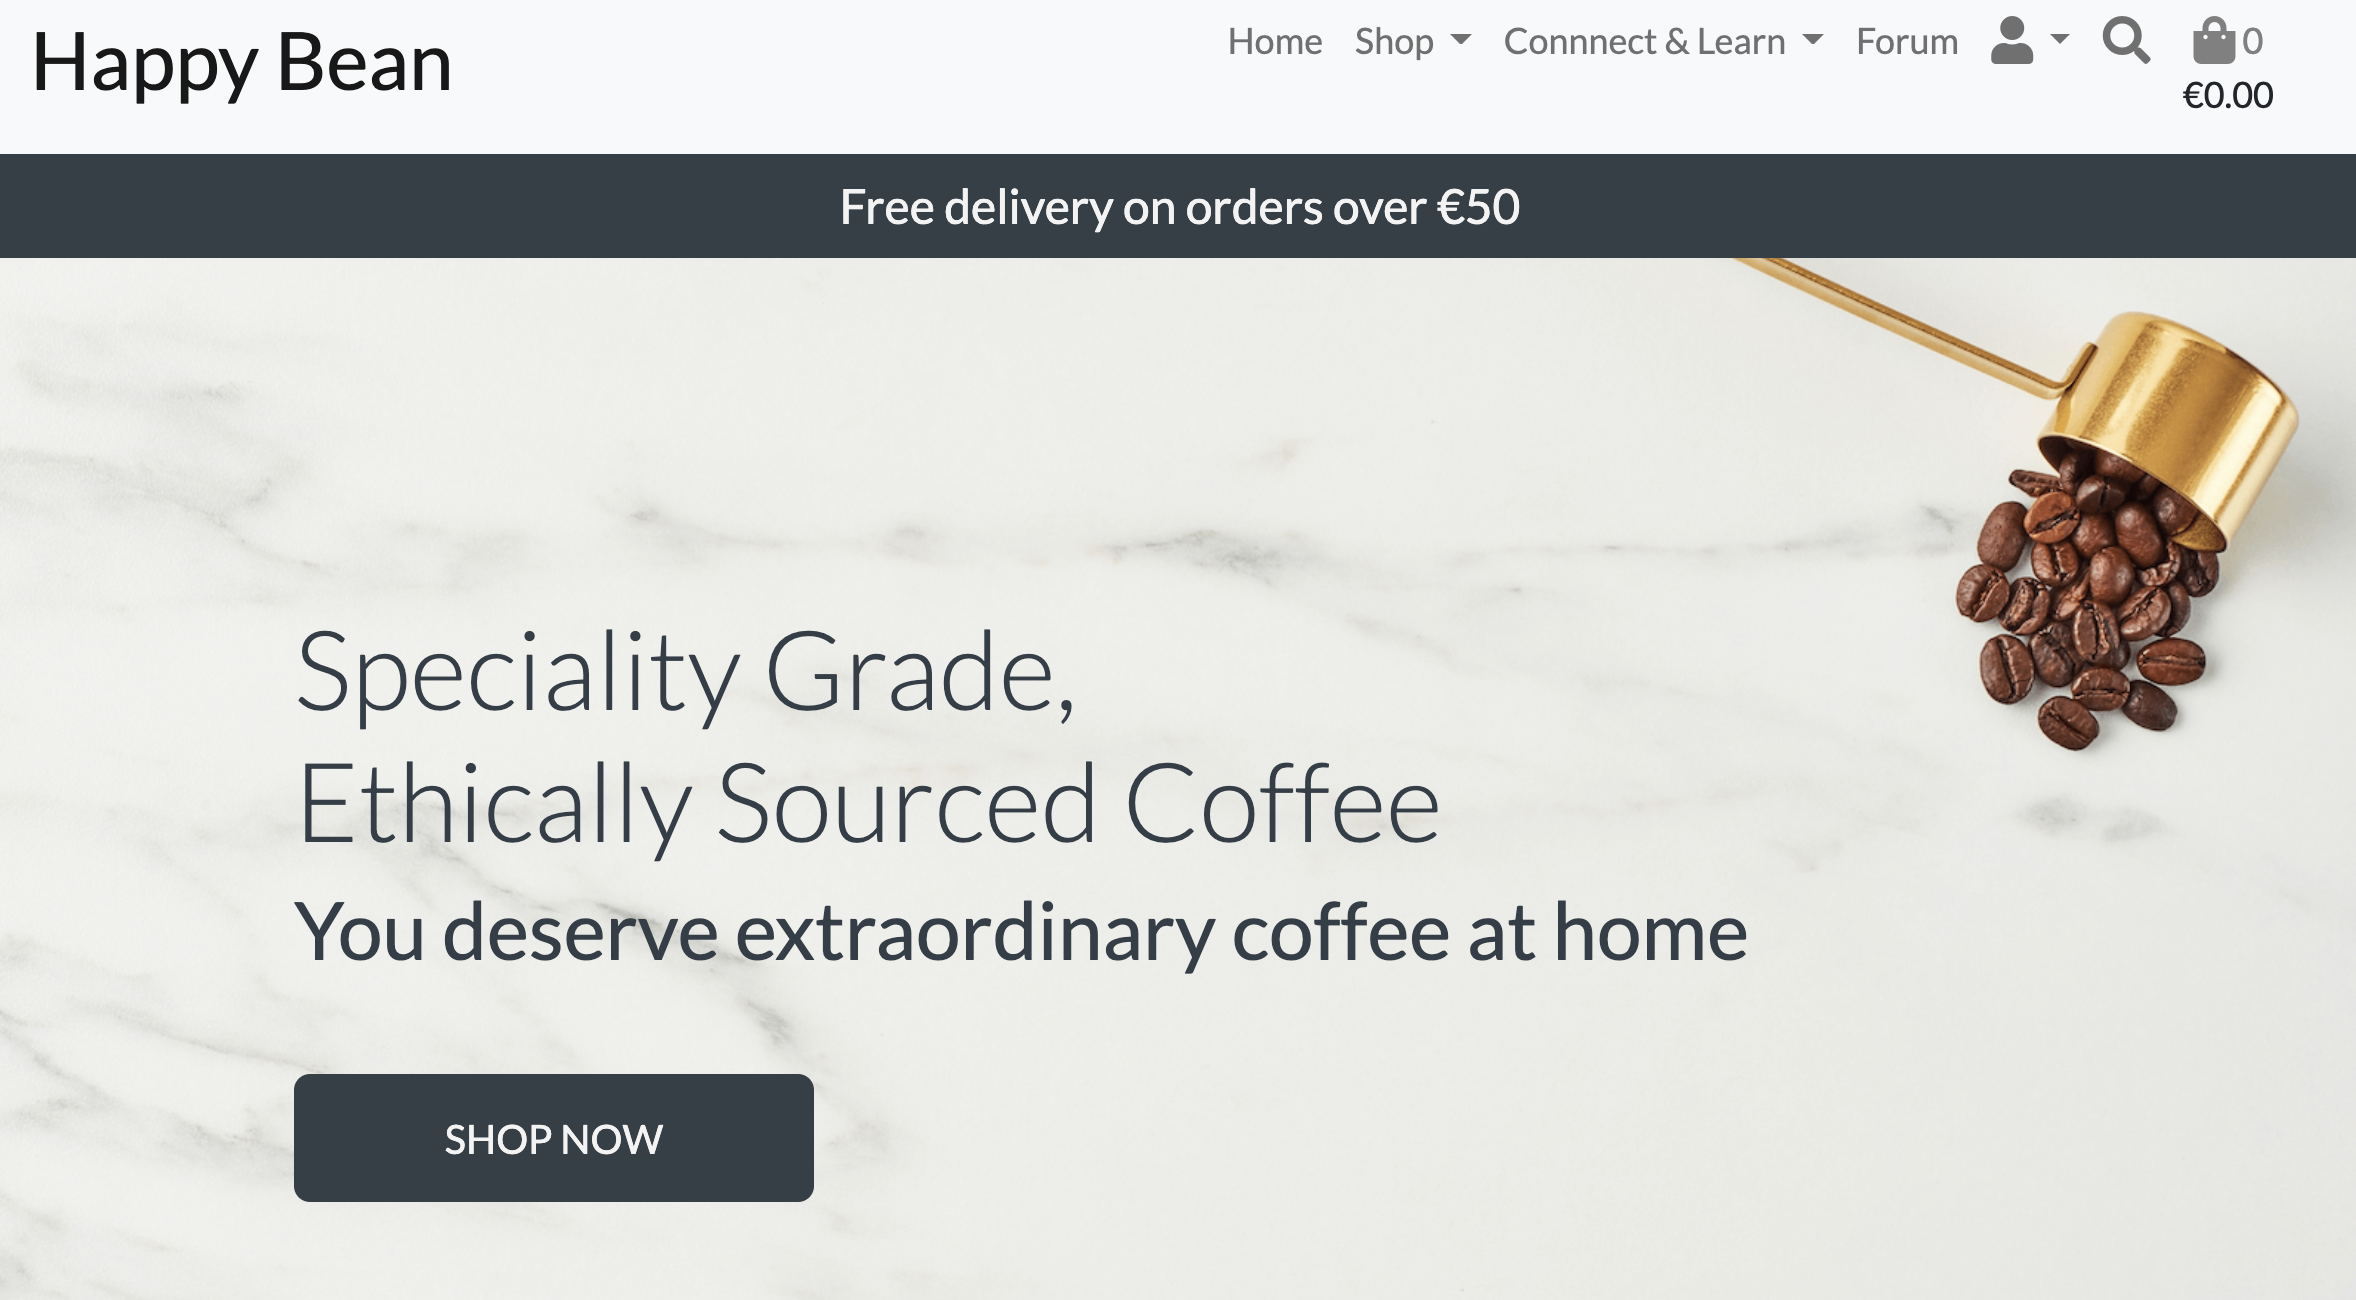 Happy Bean
Home Shop Connnect & Learn Forum 0
€0.00
Free delivery on orders over €50
Speciality Grade,
Ethically Sourced Coffee
You deserve extraordinary coffee at home
SHOP NOW